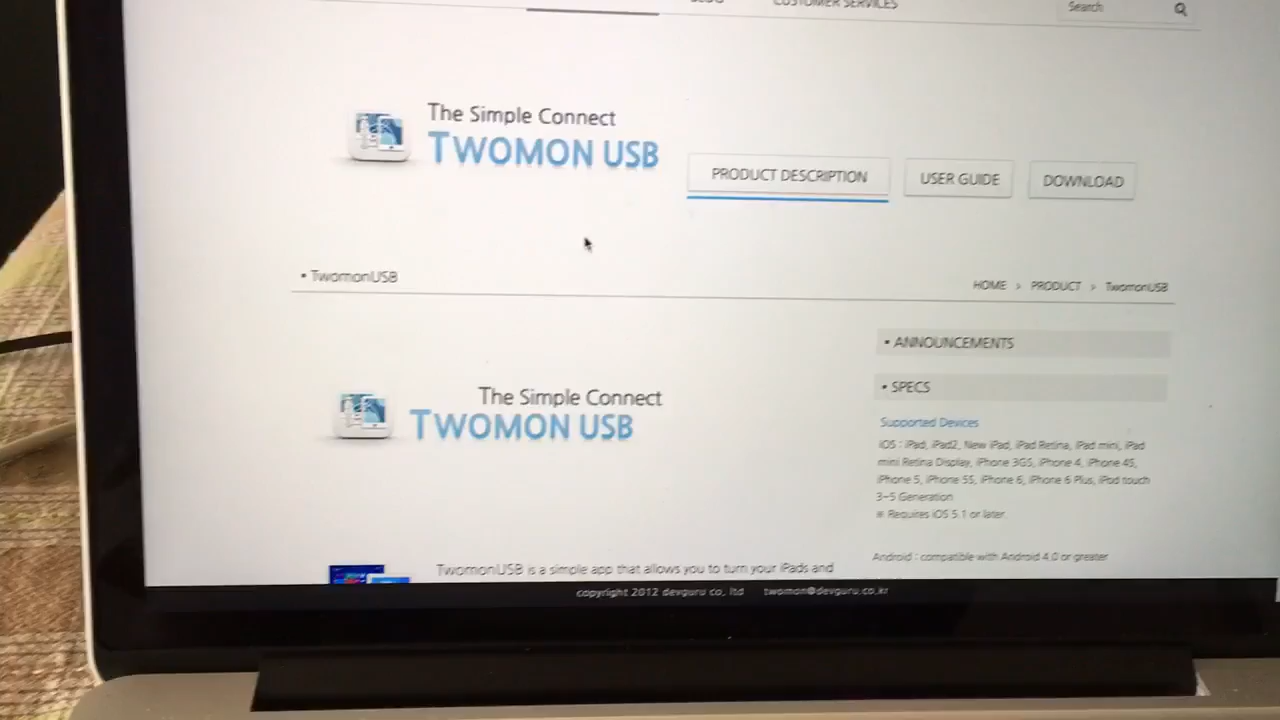 BLOG
CUSTOMER SERVICES
Search
The Simple Connect
TWOMON USB
PRODUCT DESCRIPTION
USER GUIDE
DOWNLOAD
• TwomonUSB
HOME > PRODUCT > TwomonUSB
• ANNOUNCEMENTS
• SPECS
The Simple Connect
TWOMON USB
Supported Devices
iOS : iPad, iPad2, New iPad, iPad Retina, iPad mini, iPad
mini Retina Display, iPhone 3GS, iPhone 4, iPhone 4S,
iPhone 5, iPhone 5S, iPhone 6, iPhone 6 Plus, iPod touch
3~5 Generation
※ Requires iOS 5.1 or later.
Android : compatible with Android 4.0 or greater
TwomonUSB is a simple app that allows you to turn your iPads and
copyright 2012 devguru co, ltd twomon@devguru.co.kr